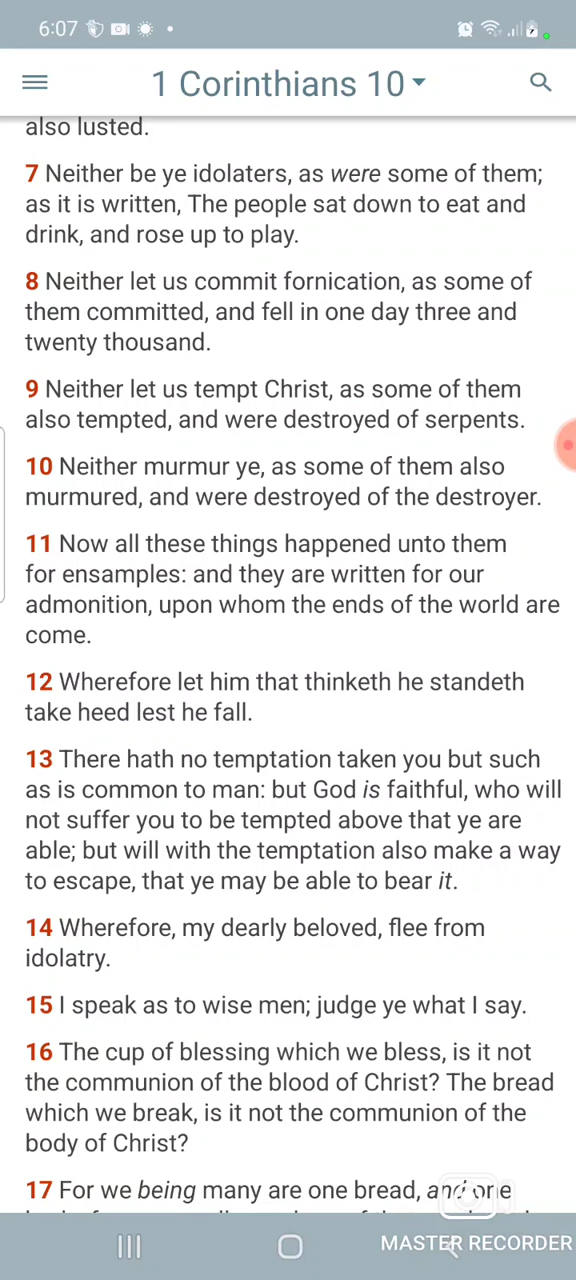 6:07
1 Corinthians 10
also lusted.
7 Neither be ye idolaters, as were some of them;
as it is written, The people sat down to eat and
drink, and rose up to play.
8 Neither let us commit fornication, as some of
them committed, and fell in one day three and
twenty thousand.
9 Neither let us tempt Christ, as some of them
also tempted, and were destroyed of serpents.
10 Neither murmur ye, as some of them also
murmured, and were destroyed of the destroyer.
11 Now all these things happened unto them
for ensamples: and they are written for our
admonition, upon whom the ends of the world are
come.
12 Wherefore let him that thinketh he standeth
take heed lest he fall.
13 There hath no temptation taken you but such
as is common to man: but God is faithful, who will
not suffer you to be tempted above that ye are
able; but will with the temptation also make a way
to escape, that ye may be able to bear it.
14 Wherefore, my dearly beloved, flee from
idolatry.
15 I speak as to wise men; judge ye what I say.
16 The cup of blessing which we bless, is it not
the communion of the blood of Christ? The bread
which we break, is it not the communion of the
body of Christ?
17 For we being many are one bread, and one
MASTER RECORDER